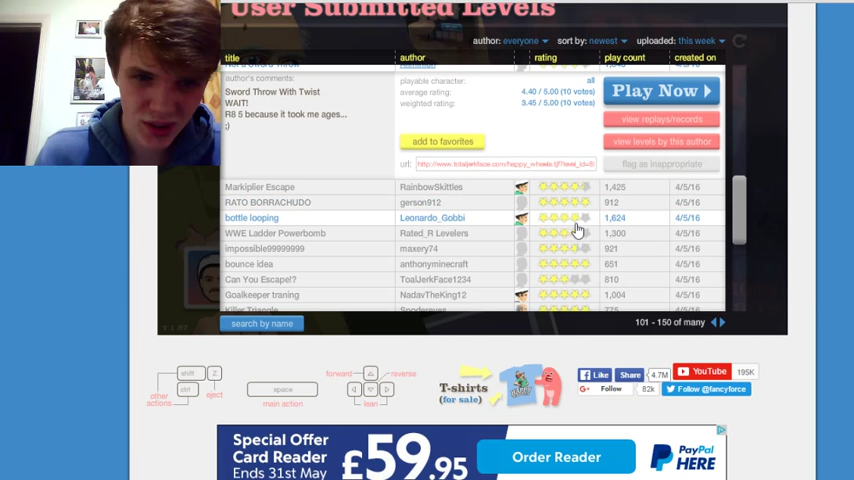 User Submitted Levels
author: everyone sort by: newest uploaded: this week
title author rating play count created on
author's comments:
Sword Throw With Twist
WAIT!
R8 5 because it took me ages...
;)
playable character: all
average rating: 4.40 / 5.00 (10 votes)
weighted rating: 3.45 / 5.00 (10 votes)
Play Now
view replays/records
add to favorites
view levels by this author
url:
flag as inappropriate
Markiplier Escape RainbowSkittles 1,425 4/5/16
RATO BORRACHUDO gerson912 912 4/5/16
bottle looping Leonardo_Gobbi 1,624 4/5/16
WWE Ladder Powerbomb Rated_R Levelers 1,300 4/5/16
impossible99999999 maxery74 921 4/5/16
bounce idea anthonyminecraft 651 4/5/16
Can You Escape!? ToalJerkFace1234 810 4/5/16
Goalkeeper traning NadavTheKing12 1,004 4/5/16
search by name
101 - 150 of many
shift Z
ctrl
other actions
eject
space
main action
forward reverse
lean
T-shirts
(for sale)
Like Share 4.7M
YouTube 195K
Follow 82k
Follow @fancyforce
Special Offer
Card Reader
Ends 31st May
£59.95
Order Reader
PayPal
HERE